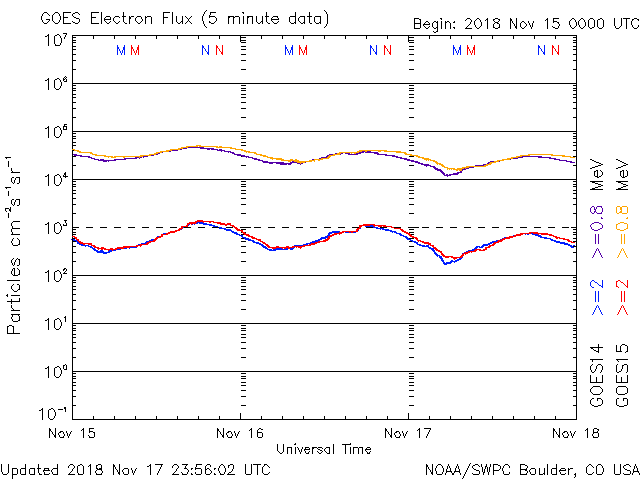 GOES Electron Flux (5 minute data)
Begin: 2018 Nov 15 0000 UTC
M M N N M M N N M M N N
10⁷
10⁶
10⁵
10⁴
10³
10²
10¹
10⁰
10⁻¹
Particles cm⁻²s⁻¹sr⁻¹
GOES14 >=2 >=0.8 MeV
GOES15 >=2 >=0.8 MeV
Nov 15 Nov 16 Nov 17 Nov 18
Universal Time
Updated 2018 Nov 17 23:56:02 UTC
NOAA/SWPC Boulder, CO USA